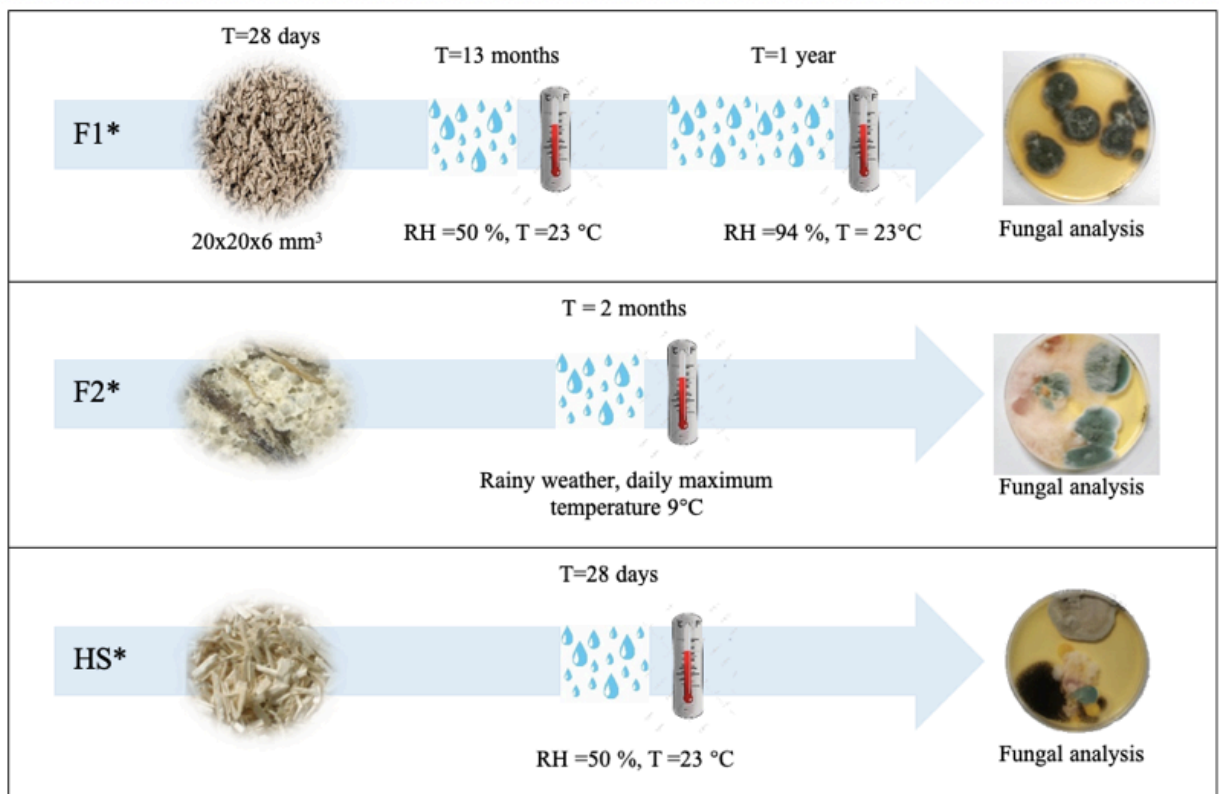 T=28 days
T=13 months
T=1 year
F1*
20x20x6 mm³
RH =50 %, T =23 °C
RH =94 %, T = 23°C
Fungal analysis
T = 2 months
F2*
Rainy weather, daily maximum
temperature 9°C
Fungal analysis
T=28 days
HS*
RH =50 %, T =23 °C
Fungal analysis